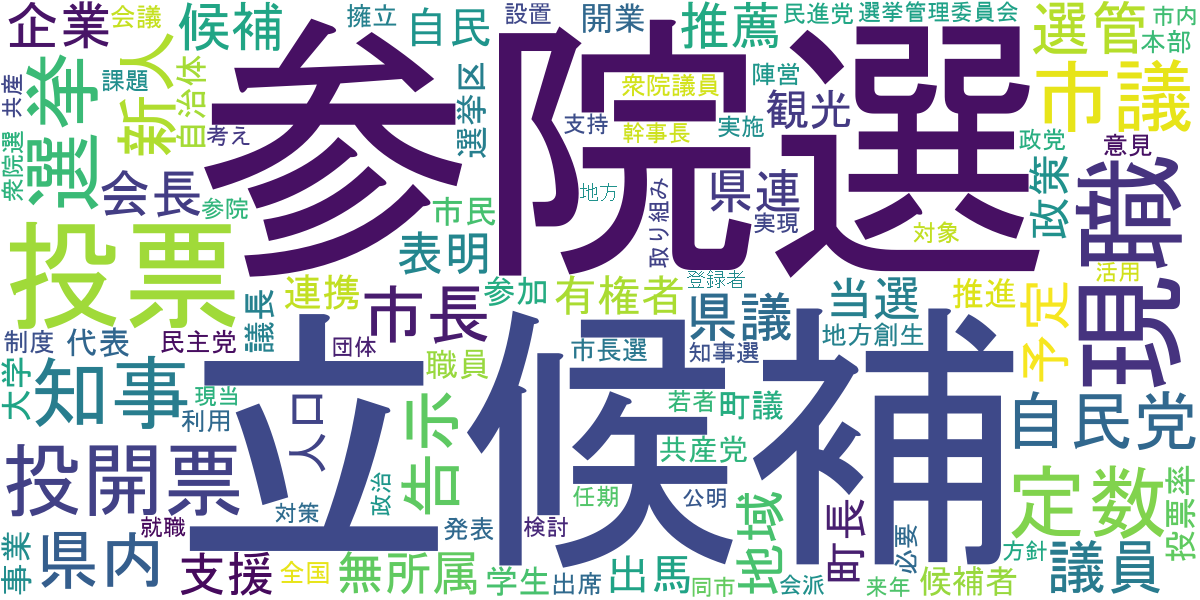 参院選
立候補
投票
現職
市議
選挙
新人
企業
会議
候補
擁立
自民
設置
開業
推薦
民進党
選挙管理委員会
選管
市内
本部
共産
課題
自治体
考え
選挙区
衆院議員
陣営
観光
支持
幹事長
実施
政党
意見
衆院選
会長
参院
市民
表明
地方
取り組み
県連
実現
政策
対象
登録者
活用
議長
連携
市長
参加
有権者
県議
当選
推進
予定
制度
代表
民主党
団体
職員
市長選
知事選
地方創生
大学
知事
現当
利用
人口
告示
若者
町議
自民党
投開票
政治
共産党
定数
投票率
対策
任期
公明
地域
町長
就職
発表
検討
必要
方針
事業
県内
支援
全国
無所属
学生
出席
出馬
同市
会派
来年
候補者
議員